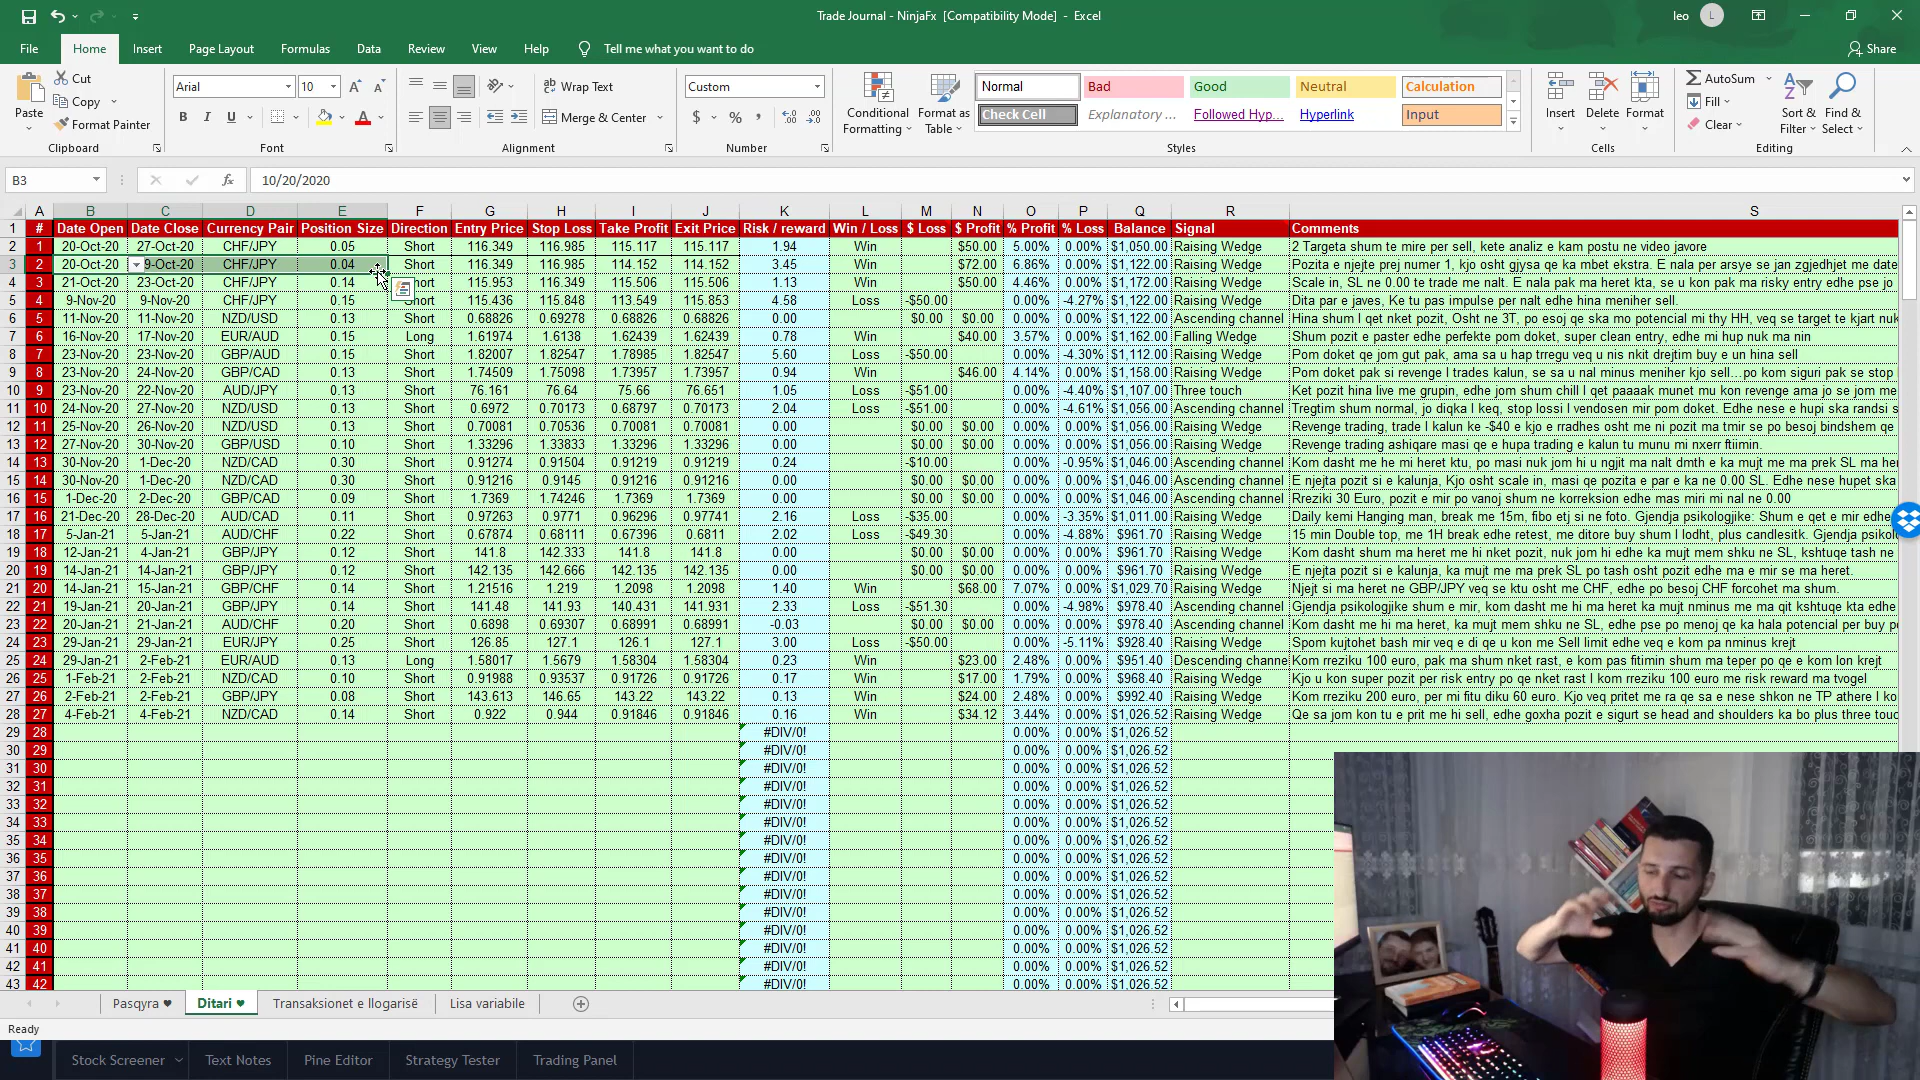 Trade Journal - NinjaFx [Compatibility Mode] - Excel
leo L
File Home Insert Page Layout Formulas Data Review View Help Tell me what you want to do Share
Paste Cut Copy Format Painter Clipboard
Arial 10 B I U Font
Wrap Text Merge & Center Alignment
Custom $ % Number
Conditional Formatting Format as Table
Normal Bad Good Neutral Calculation
Check Cell Explanatory ... Followed Hyp... Hyperlink Input
Styles
Insert Delete Format Cells
AutoSum Fill Clear Sort & Filter Find & Select Editing
B3 fx 10/20/2020
A B C D E F G H I J K L M N O P Q R S
1 # Date Open Date Close Currency Pair Position Size Direction Entry Price Stop Loss Take Profit Exit Price Risk / reward Win / Loss $ Loss $ Profit % Profit % Loss Balance Signal Comments
2 1 20-Oct-20 27-Oct-20 CHF/JPY 0.05 Short 116.349 116.985 115.117 115.117 1.94 Win $50.00 5.00% 0.00% $1,050.00 Raising Wedge 2 Targeta shum te mire per sell, kete analiz e kam postu ne video javore
3 2 20-Oct-20 9-Oct-20 CHF/JPY 0.04 Short 116.349 116.985 114.152 114.152 3.45 Win $72.00 6.86% 0.00% $1,122.00 Raising Wedge Pozita e njejte prej numer 1, kjo osht gjysa qe ka mbet ekstra. E nala per arsye se jan zgjedhjet me date
4 3 21-Oct-20 23-Oct-20 CHF/JPY 0.14 hort 115.953 116.349 115.506 115.506 1.13 Win $50.00 4.46% 0.00% $1,172.00 Raising Wedge Scale in, SL ne 0.00 te trade me nalt. E nala pak ma heret kta, se u kon pak ma risky entry edhe pse jo
5 4 9-Nov-20 9-Nov-20 CHF/JPY 0.15 Short 115.436 115.848 113.549 115.853 4.58 Loss -$50.00 0.00% -4.27% $1,122.00 Raising Wedge Dita par e javes, Ke tu pas impulse per nalt edhe hina meniher sell.
6 5 11-Nov-20 11-Nov-20 NZD/USD 0.13 Short 0.68826 0.69278 0.68826 0.68826 0.00 $0.00 $0.00 0.00% 0.00% $1,122.00 Ascending channel Hina shum I qet nket pozit, Osht ne 3T, po esoj qe ska mo potencial mi thy HH, veq se target te kjart nuk
7 6 16-Nov-20 17-Nov-20 EUR/AUD 0.15 Long 1.61974 1.6138 1.62439 1.62439 0.78 Win $40.00 3.57% 0.00% $1,162.00 Falling Wedge Shum pozit e paster edhe perfekte pom doket, super clean entry, edhe mi hup nuk ma nin
8 7 23-Nov-20 23-Nov-20 GBP/AUD 0.15 Short 1.82007 1.82547 1.78985 1.82547 5.60 Loss -$50.00 0.00% -4.30% $1,112.00 Raising Wedge Pom doket qe jom gut pak, ama sa u hap trregu veq u nis nkit drejtim buy e un hina sell
9 8 23-Nov-20 24-Nov-20 GBP/CAD 0.13 Short 1.74509 1.75098 1.73957 1.73957 0.94 Win $46.00 4.14% 0.00% $1,158.00 Raising Wedge Pom doket pak si revenge I trades kalun, se sa u nal minus meniher kjo sell...po kom siguri pak se stop l
10 9 23-Nov-20 22-Nov-20 AUD/JPY 0.13 Short 76.161 76.64 75.66 76.651 1.05 Loss -$51.00 0.00% -4.40% $1,107.00 Three touch Ket pozit hina live me grupin, edhe jom shum chill I qet paaaak munet mu kon revenge ama jo se jom me
11 10 24-Nov-20 27-Nov-20 NZD/USD 0.13 Short 0.6972 0.70173 0.68797 0.70173 2.04 Loss -$51.00 0.00% -4.61% $1,056.00 Ascending channel Tregtim shum normal, jo diqka I keq, stop lossi I vendosen mir pom doket. Edhe nese e hupi ska randsi s
12 11 25-Nov-20 26-Nov-20 NZD/USD 0.13 Short 0.70081 0.70536 0.70081 0.70081 0.00 $0.00 $0.00 0.00% 0.00% $1,056.00 Ascending channel Revenge trading, trade I kalun ke -$40 e kjo e rradhes osht me ni pozit ma tmir se po besoj bindshem qe
13 12 27-Nov-20 30-Nov-20 GBP/USD 0.10 Short 1.33296 1.33833 1.33296 1.33296 0.00 $0.00 $0.00 0.00% 0.00% $1,056.00 Raising Wedge Revenge trading ashiqare masi qe e hupa trading e kalun tu munu mi nxerr ftiimin.
14 13 30-Nov-20 1-Dec-20 NZD/CAD 0.30 Short 0.91274 0.91504 0.91219 0.91219 0.24 -$10.00 0.00% -0.95% $1,046.00 Ascending channel Kom dasht me he mi heret ktu, po masi nuk jom hi u ngjit ma nalt dmth e ka mujt me ma prek SL ma her
15 14 30-Nov-20 1-Dec-20 NZD/CAD 0.30 Short 0.91216 0.9145 0.91216 0.91216 0.00 $0.00 $0.00 0.00% 0.00% $1,046.00 Ascending channel E njejta pozit si e kalunja, Kjo osht scale in, masi qe pozita e par e ka ne 0.00 SL. Edhe nese hupet ska
16 15 1-Dec-20 2-Dec-20 GBP/CAD 0.09 Short 1.7369 1.74246 1.7369 1.7369 0.00 $0.00 $0.00 0.00% 0.00% $1,046.00 Ascending channel Rreziki 30 Euro, pozit e mir po vanoj shum ne korreksion edhe mas miri mi nal ne 0.00
17 16 21-Dec-20 28-Dec-20 AUD/CAD 0.11 Short 0.97263 0.9771 0.96296 0.97741 2.16 Loss -$35.00 0.00% -3.35% $1,011.00 Raising Wedge Daily kemi Hanging man, break me 15m, fibo etj si ne foto. Gjendja psikologjike: Shum e qet e mir edhe
18 17 5-Jan-21 5-Jan-21 AUD/CHF 0.22 Short 0.67874 0.68111 0.67396 0.6811 2.02 Loss -$49.30 0.00% -4.88% $961.70 Raising Wedge 15 min Double top, me 1H break edhe retest, me ditore buy shum I lodht, plus candlesitk. Gjendja psikol
19 18 12-Jan-21 4-Jan-21 GBP/JPY 0.12 Short 141.8 142.333 141.8 141.8 0.00 $0.00 $0.00 0.00% 0.00% $961.70 Raising Wedge Kom dasht shum ma heret me hi nket pozit, nuk jom hi edhe ka mujt mem shku ne SL, kshtuqe tash ne
20 19 14-Jan-21 14-Jan-21 GBP/JPY 0.12 Short 142.135 142.666 142.135 142.135 0.00 $0.00 $0.00 0.00% 0.00% $961.70 Raising Wedge E njejta pozit si e kalunja, ka mujt me ma prek SL po tash osht pozit edhe ma e mir se ma heret.
21 20 14-Jan-21 15-Jan-21 GBP/CHF 0.14 Short 1.21516 1.219 1.2098 1.2098 1.40 Win $68.00 7.07% 0.00% $1,029.70 Raising Wedge Njejt si ma heret ne GBP/JPY veq se ktu osht me CHF, edhe po besoj CHF forcohet ma shum.
22 21 19-Jan-21 20-Jan-21 GBP/JPY 0.14 Short 141.48 141.93 140.431 141.931 2.33 Loss -$51.30 0.00% -4.98% $978.40 Ascending channel Gjendja psikologjike shum e mir, kom dasht me hi ma heret ka mujt nminus me ma qit kshtuqe kta edhe
23 22 20-Jan-21 21-Jan-21 AUD/CHF 0.20 Short 0.6898 0.69307 0.68991 0.68991 -0.03 $0.00 $0.00 0.00% 0.00% $978.40 Ascending channel Kom dasht me hi ma heret, ka mujt mem shku ne SL, edhe pse po menoj qe ka hala potencial per buy p
24 23 29-Jan-21 29-Jan-21 EUR/JPY 0.25 Short 126.85 127.1 126.1 127.1 3.00 Loss -$50.00 0.00% -5.11% $928.40 Raising Wedge Spom kujtohet bash mir veq e di qe u kon me Sell limit edhe veq e kom pa nminus krejt
25 24 29-Jan-21 2-Feb-21 EUR/AUD 0.13 Long 1.58017 1.5679 1.58304 1.58304 0.23 Win $23.00 2.48% 0.00% $951.40 Descending channe Kom rreziku 100 euro, pak ma shum nket rast, e kom pas fitimin shum ma teper po qe e kom lon krejt
26 25 1-Feb-21 2-Feb-21 NZD/CAD 0.10 Short 0.91988 0.93537 0.91726 0.91726 0.17 Win $17.00 1.79% 0.00% $968.40 Raising Wedge Kjo u kon super pozit per risk entry po qe nket rast I kom rreziku 100 euro me risk reward ma tvogel
27 26 2-Feb-21 2-Feb-21 GBP/JPY 0.08 Short 143.613 146.65 143.22 143.22 0.13 Win $24.00 2.48% 0.00% $992.40 Raising Wedge Kom rreziku 200 euro, per mi fitu diku 60 euro. Kjo veq pritet me ra qe sa e nese shkon ne TP athere I ko
28 27 4-Feb-21 4-Feb-21 NZD/CAD 0.14 Short 0.922 0.944 0.91846 0.91846 0.16 Win $34.12 3.44% 0.00% $1,026.52 Raising Wedge Qe sa jom kon tu e prit me hi sell, edhe goxha pozit e sigurt se head and shoulders ka bo plus three touc
29 28 #DIV/0! 0.00% 0.00% $1,026.52
30 29 #DIV/0! 0.00% 0.00% $1,026.52
31 30 #DIV/0! 0.00% 0.00% $1,026.52
32 31 #DIV/0! 0.00% 0.00% $1,026.52
33 32 #DIV/0! 0.00% 0.00% $1,026.52
34 33 #DIV/0! 0.00% 0.00% $1,026.52
35 34 #DIV/0! 0.00% 0.00% $1,026.52
36 35 #DIV/0! 0.00% 0.00% $1,026.52
37 36 #DIV/0! 0.00% 0.00% $1,026.52
38 37 #DIV/0! 0.00% 0.00% $1,026.52
39 38 #DIV/0! 0.00% 0.00% $1,026.52
40 39 #DIV/0! 0.00% 0.00% $1,026.52
41 40 #DIV/0! 0.00% 0.00% $1,026.52
42 41 #DIV/0! 0.00% 0.00% $1,026.52
43 42 #DIV/0! 0.00% 0.00% $1,026.52
Pasqyra ♥ Ditari ♥ Transaksionet e llogarisë Lisa variabile
Ready
Stock Screener Text Notes Pine Editor Strategy Tester Trading Panel